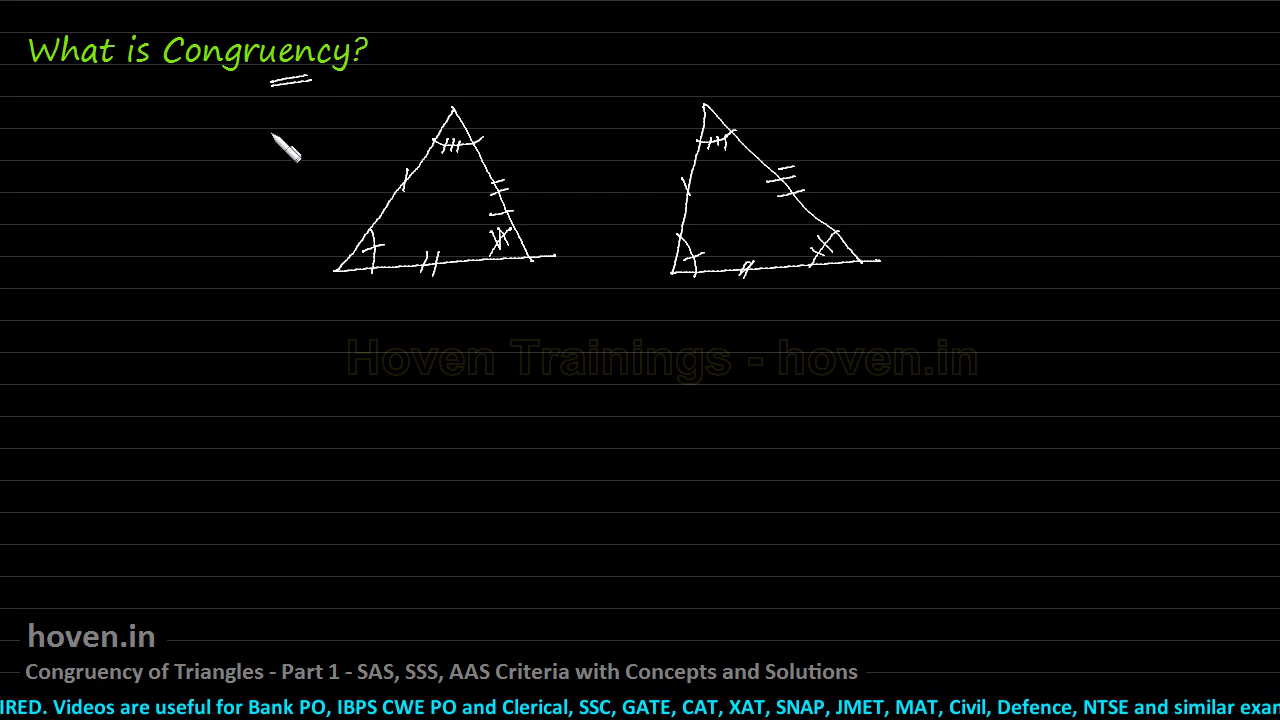 What is Congruency?
Hoven Trainings - hoven.in
hoven.in
Congruency of Triangles - Part 1 - SAS, SSS, AAS Criteria with Concepts and Solutions
IRED. Videos are useful for Bank PO, IBPS CWE PO and Clerical, SSC, GATE, CAT, XAT, SNAP, JMET, MAT, Civil, Defence, NTSE and similar exar